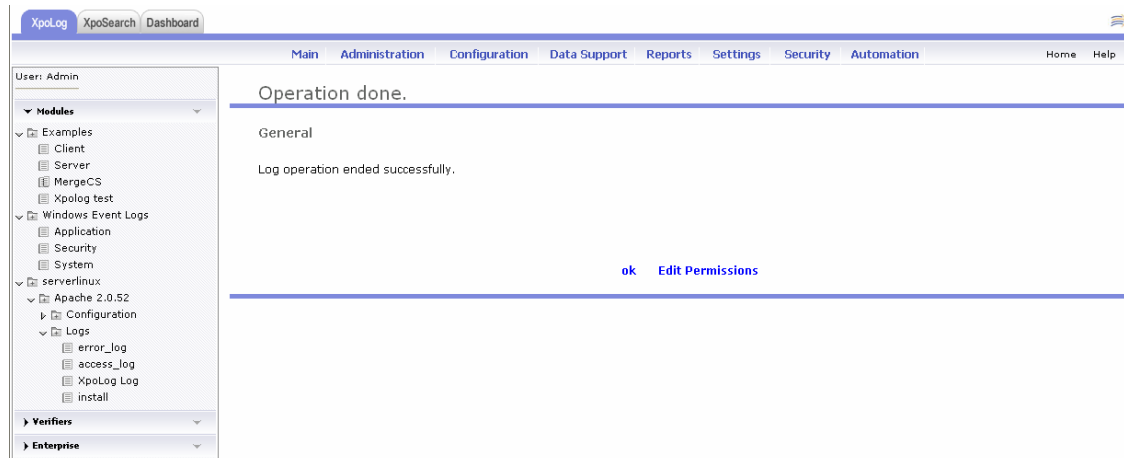 XpoLog XpoSearch Dashboard
Main Administration Configuration Data Support Reports Settings Security Automation Home Help
User: Admin
Operation done.
Modules
Examples
General
Client
Server
Log operation ended successfully.
MergeCS
Xpolog test
Windows Event Logs
Application
Security
System
ok Edit Permissions
serverlinux
Apache 2.0.52
Configuration
Logs
error_log
access_log
XpoLog Log
install
Verifiers
Enterprise